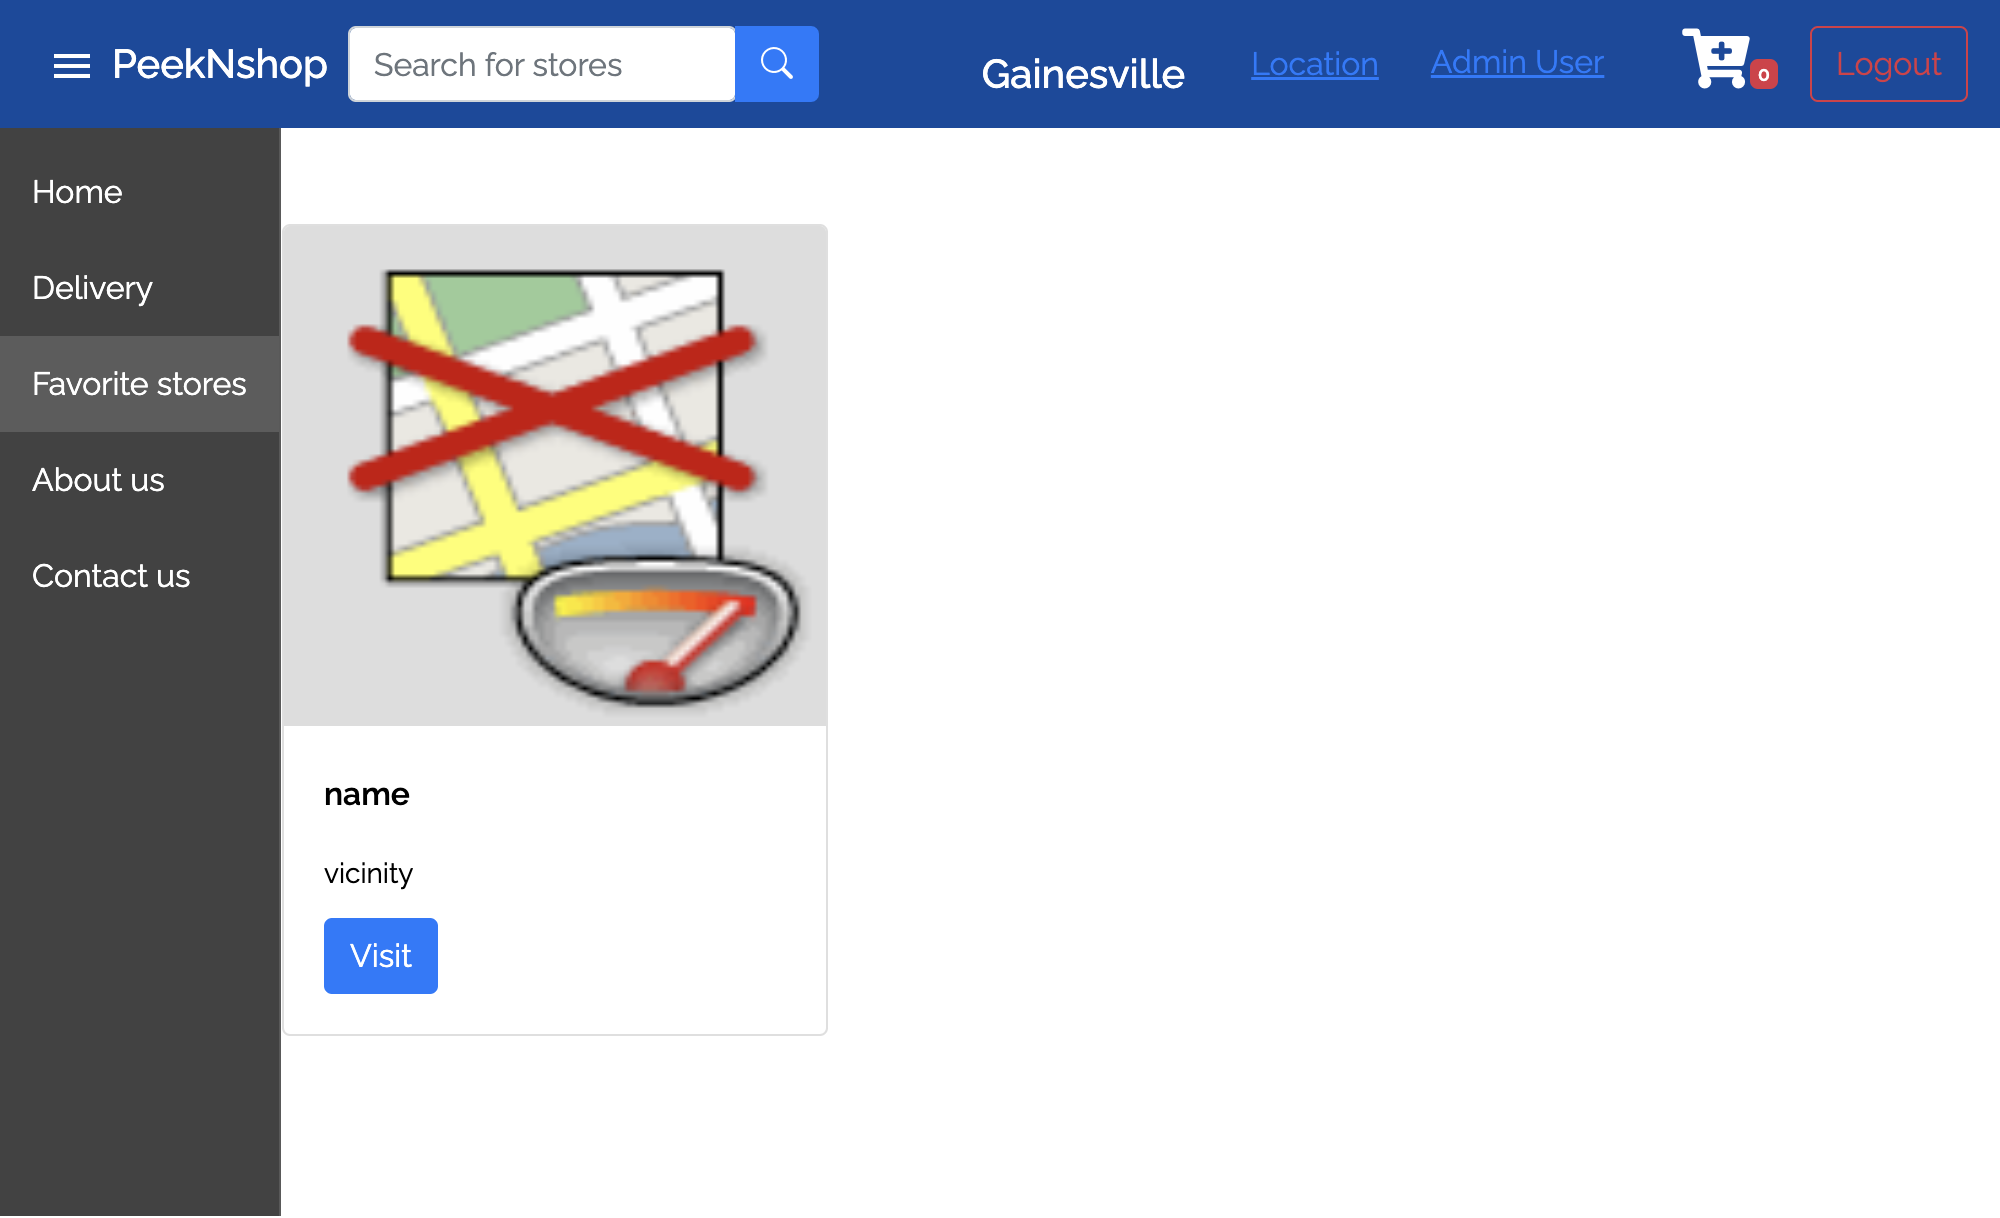 PeekNshop
Search for stores
Gainesville
Location
Admin User
0
Logout
Home
Delivery
Favorite stores
About us
Contact us
name
vicinity
Visit